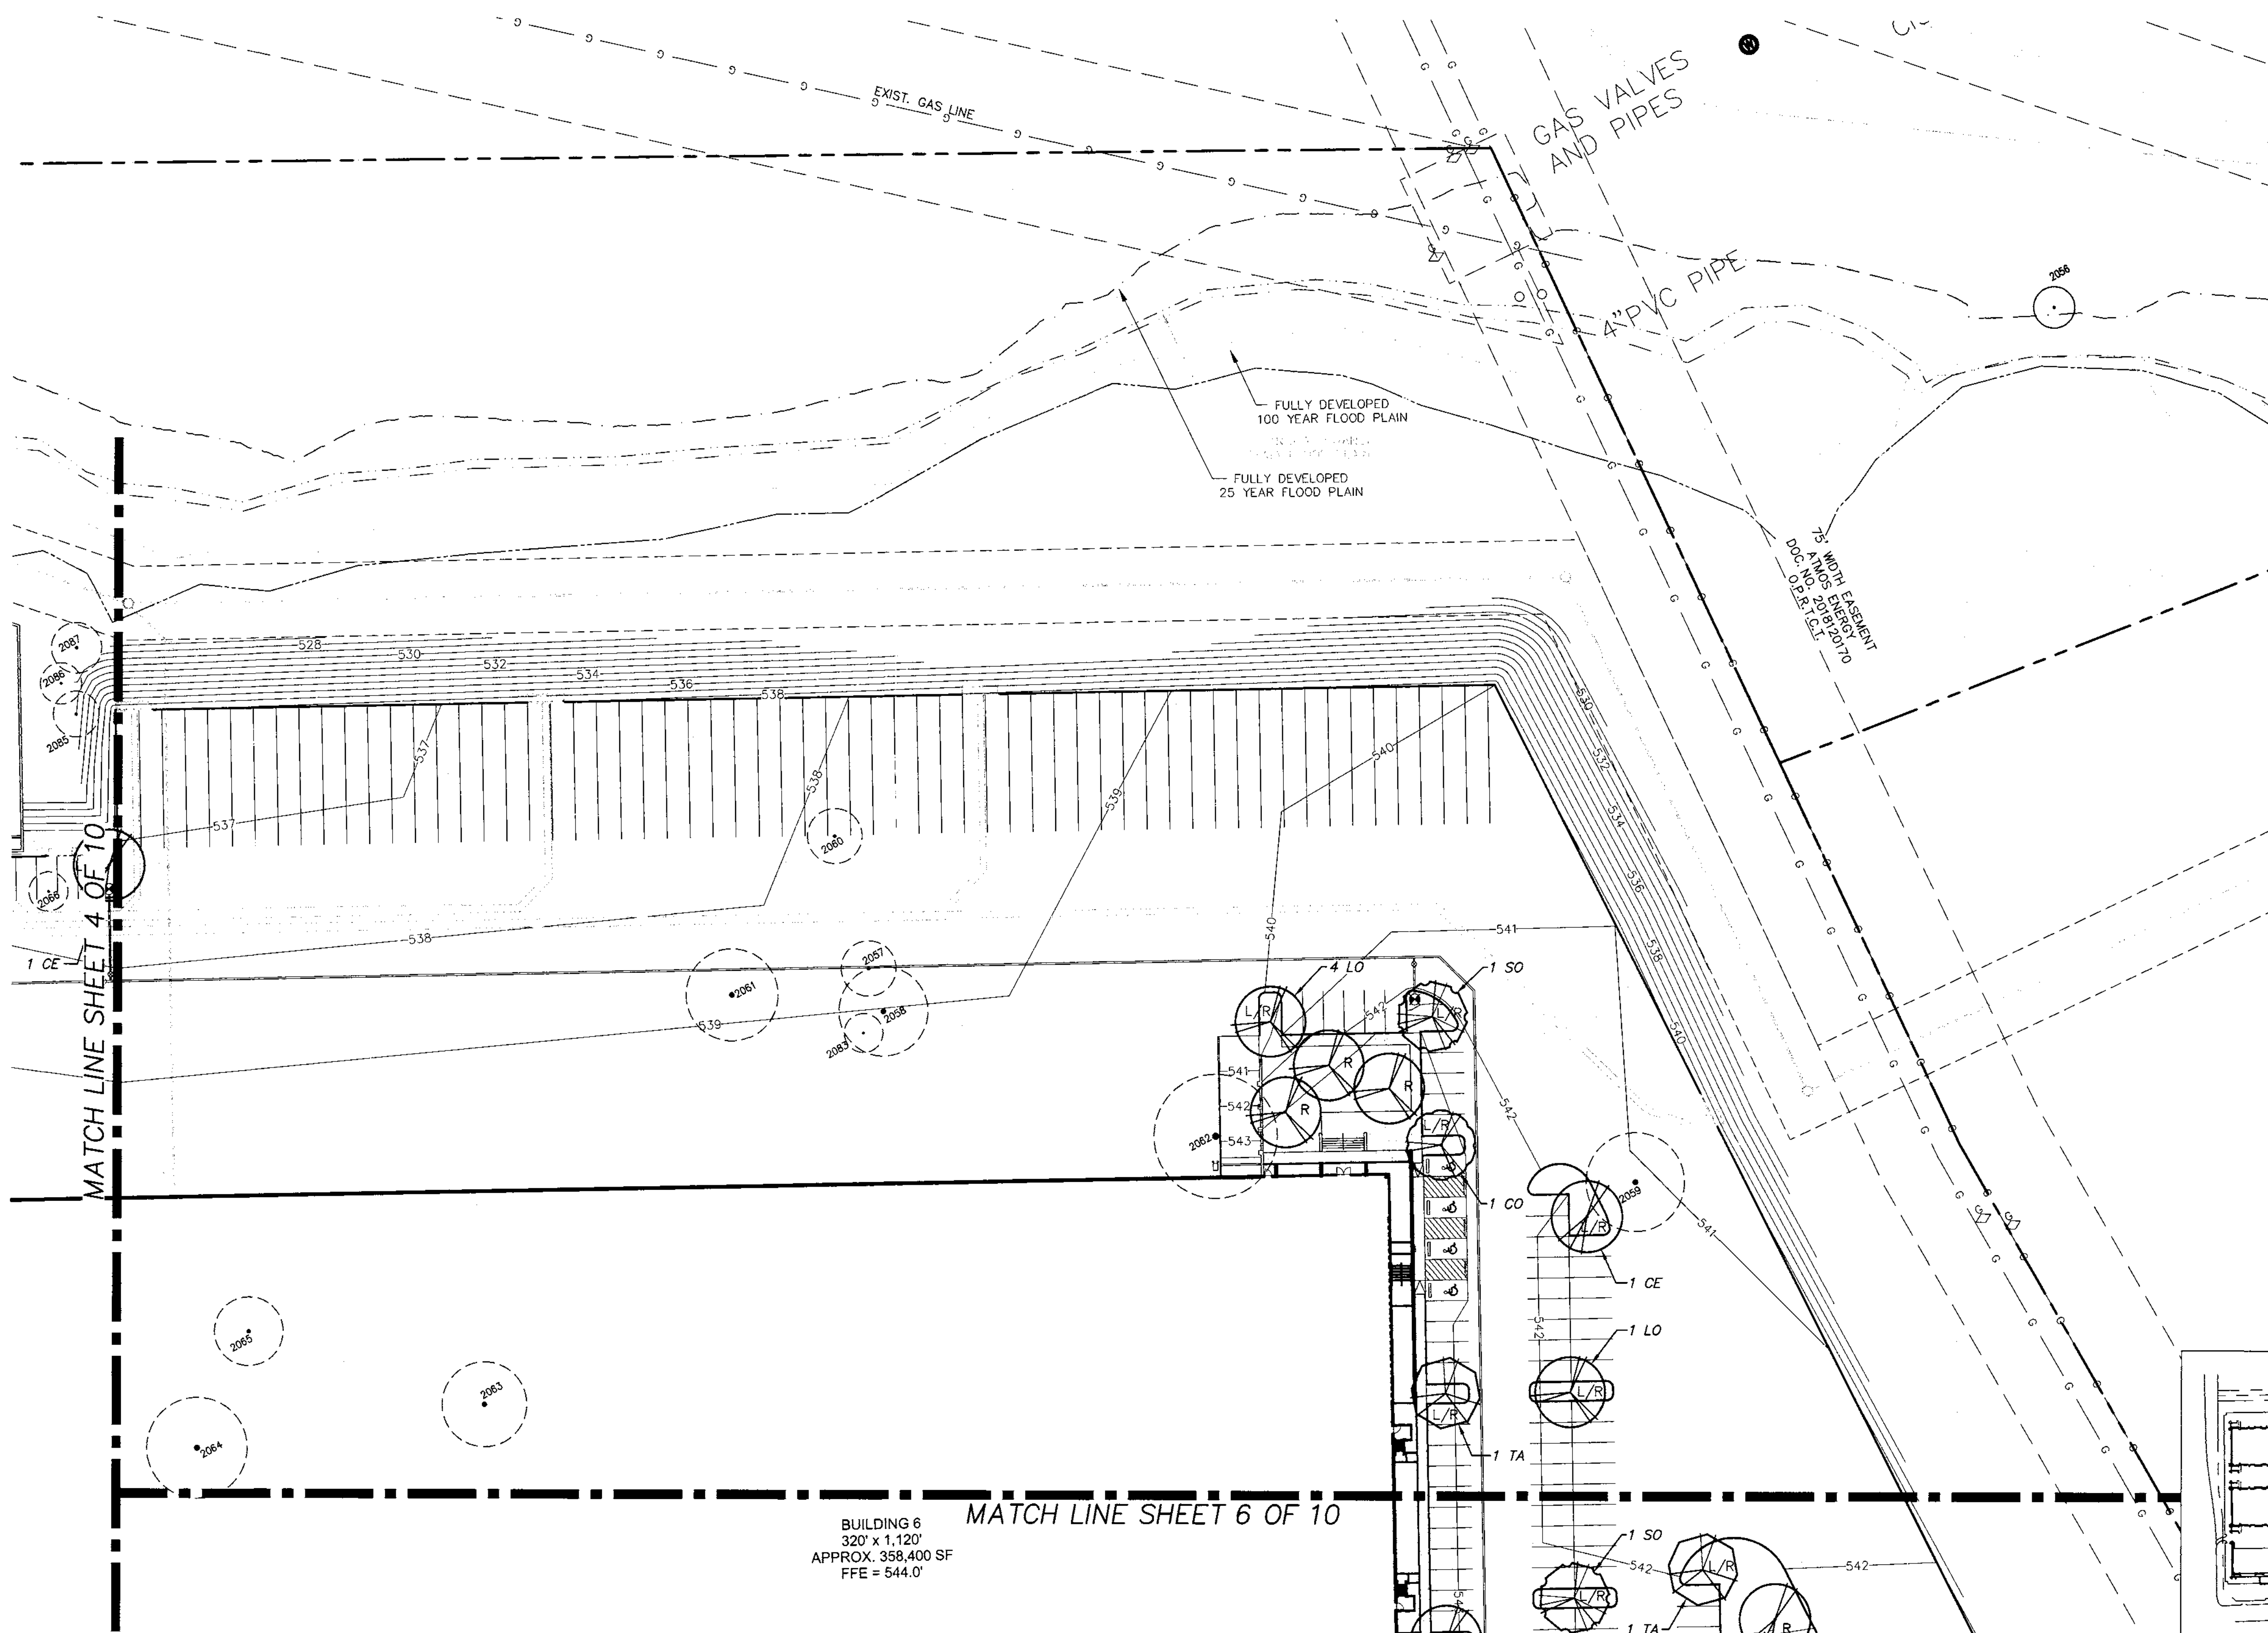 EXIST. GAS LINE
GAS VALVES
AND PIPES
4" PVC PIPE
2056
FULLY DEVELOPED
100 YEAR FLOOD PLAIN
FULLY DEVELOPED
25 YEAR FLOOD PLAIN
75' WIDTH EASEMENT
ATMOS ENERGY
DOC. NO. 2018120170
O.P.R.T.C.T.
2087
2086
2085
528
530
532
534
536
538
537
537
538
539
540
530
532
534
536
538
540
2060
2066
MATCH LINE SHEET 4 OF 10
1 CE
538
539
2061
2057
2058
2083
540
541
4 LO
1 SO
542
L/R
L/R
R
R
R
L/R
541
542
543
2062
542
1 CO
2059
L/R
541
1 CE
542
1 LO
L/R
L/R
1 TA
2065
2063
2064
MATCH LINE SHEET 6 OF 10
BUILDING 6
320' x 1,120'
APPROX. 358,400 SF
FFE = 544.0'
1 SO
542
L/R
542
L/R
1 TA
R